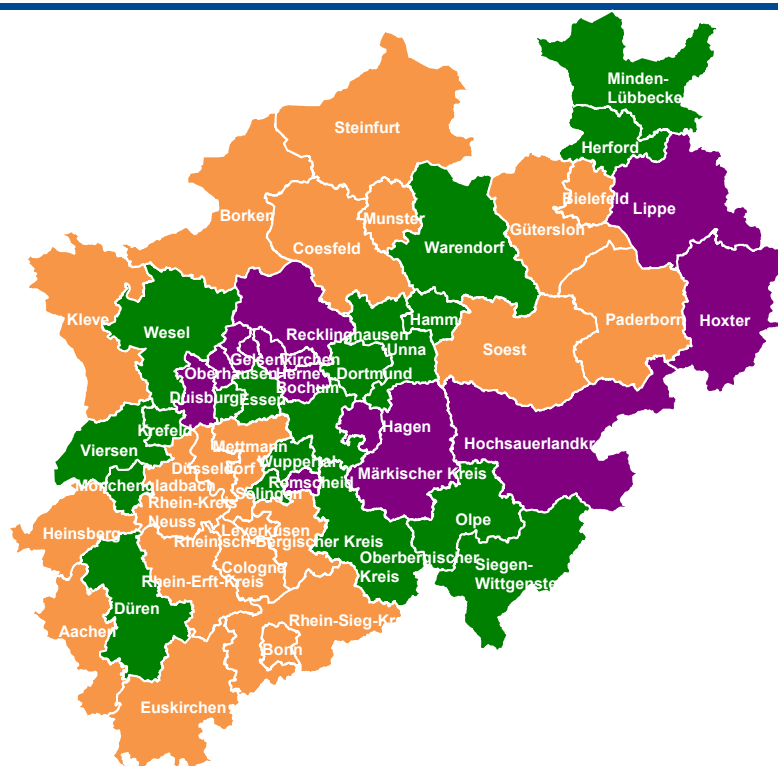 Minden-
Lübbecke
Steinfurt
Herford
Bielefeld
Lippe
Borken
Munster
Gütersloh
Coesfeld
Warendorf
Kleve
Wesel
Recklinghausen
Hamm
Paderborn
Hoxter
Unna
Soest
Gelsenkirchen
Oberhausen
Herne
Dortmund
Bochum
Duisburg
Essen
Krefeld
Hagen
Viersen
Mettmann
Hochsauerlandkr
Wuppertal
Düsseldorf
Märkischer Kreis
Mönchengladbach
Remscheid
Solingen
Rhein-Kreis
Neuss
Olpe
Heinsberg
Leverkusen
Rheinisch-Bergischer Kreis
Oberbergischer
Kreis
Siegen-
Wittgenste
Cologne
Rhein-Erft-Kreis
Düren
Rhein-Sieg-Kr
Aachen
Bonn
Euskirchen